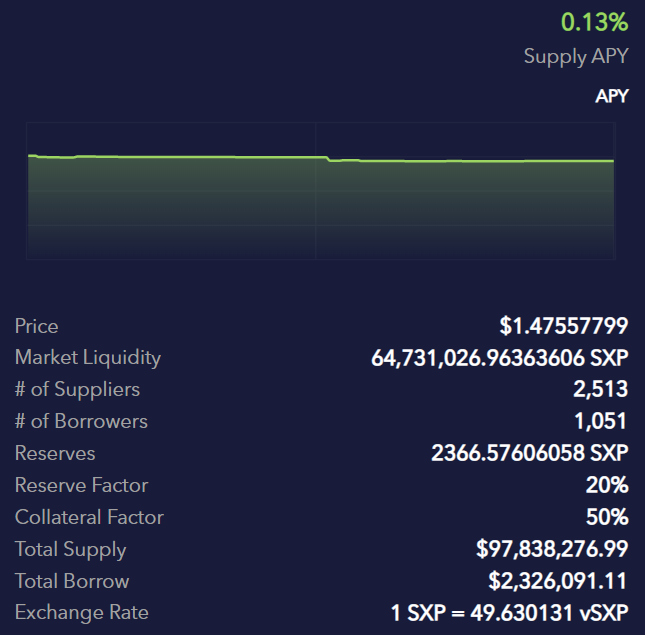 0.13%
Supply APY
APY
Price $1.47557799
Market Liquidity 64,731,026.96363606 SXP
# of Suppliers 2,513
# of Borrowers 1,051
Reserves 2366.57606058 SXP
Reserve Factor 20%
Collateral Factor 50%
Total Supply $97,838,276.99
Total Borrow $2,326,091.11
Exchange Rate 1 SXP = 49.630131 vSXP